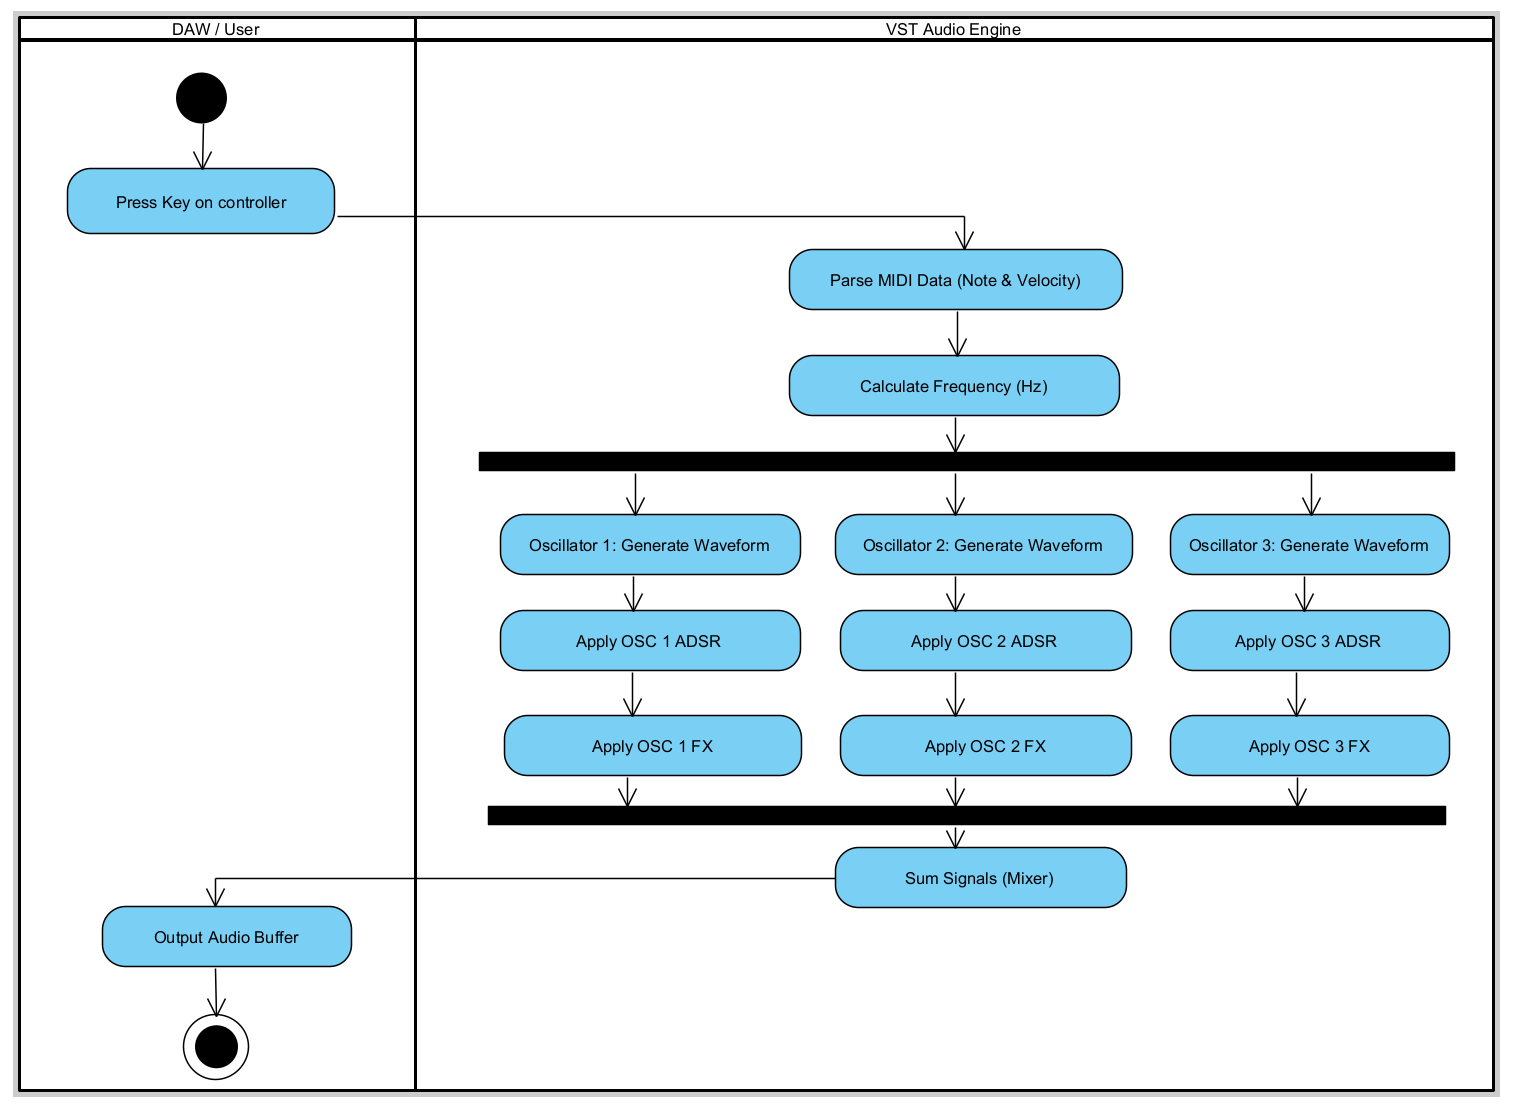 DAW / User
VST Audio Engine
Press Key on controller
Parse MIDI Data (Note & Velocity)
Calculate Frequency (Hz)
Oscillator 1: Generate Waveform
Oscillator 2: Generate Waveform
Oscillator 3: Generate Waveform
Apply OSC 1 ADSR
Apply OSC 2 ADSR
Apply OSC 3 ADSR
Apply OSC 1 FX
Apply OSC 2 FX
Apply OSC 3 FX
Sum Signals (Mixer)
Output Audio Buffer